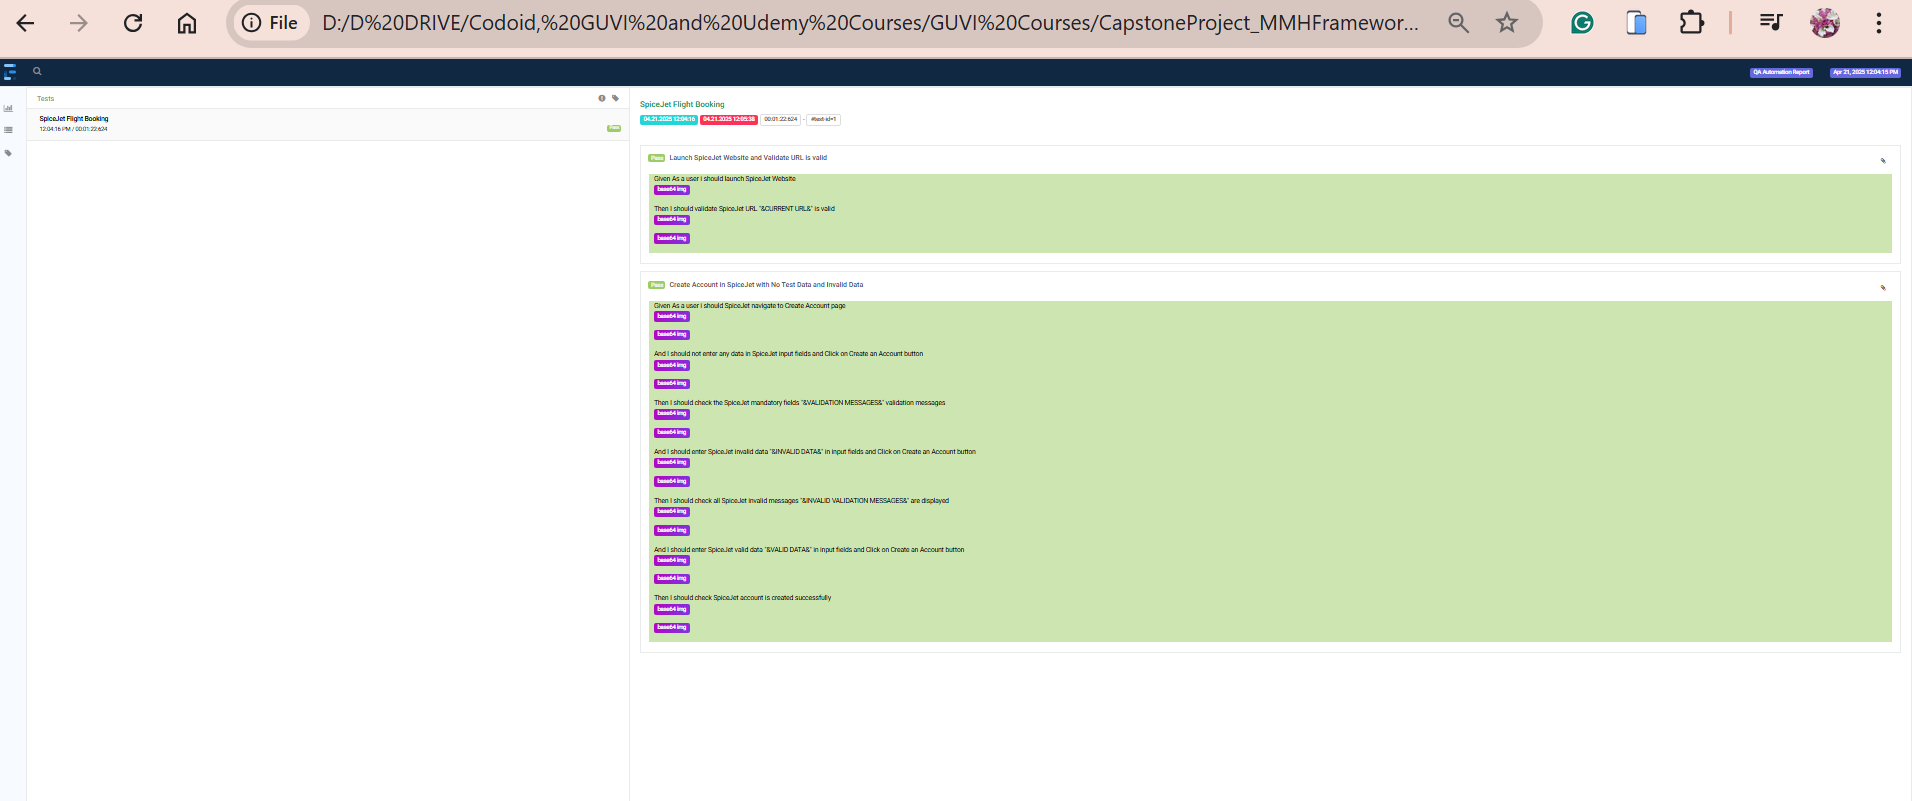 File
D:/D%20DRIVE/Codoid,%20GUVI%20and%20Udemy%20Courses/GUVI%20Courses/CapstoneProject_MMHFramewor...
QA Automation Report
Apr 21, 2025 12:04:15 PM
Tests
SpiceJet Flight Booking
12:04:16 PM / 00:01:22:624
Pass
SpiceJet Flight Booking
04.21.2025 12:04:16 04.21.2025 12:05:38 00:01:22:624 · #test-id=1
Pass Launch SpiceJet Website and Validate URL is valid
Given As a user i should launch SpiceJet Website
base64 img
Then I should validate SpiceJet URL "&CURRENT URL&" is valid
base64 img
base64 img
Pass Create Account in SpiceJet with No Test Data and Invalid Data
Given As a user i should SpiceJet navigate to Create Account page
base64 img
base64 img
And I should not enter any data in SpiceJet input fields and Click on Create an Account button
base64 img
base64 img
Then I should check the SpiceJet mandatory fields "&VALIDATION MESSAGES&" validation messages
base64 img
base64 img
And I should enter SpiceJet invalid data "&INVALID DATA&" in input fields and Click on Create an Account button
base64 img
base64 img
Then I should check all SpiceJet invalid messages "&INVALID VALIDATION MESSAGES&" are displayed
base64 img
base64 img
And I should enter SpiceJet valid data "&VALID DATA&" in input fields and Click on Create an Account button
base64 img
base64 img
Then I should check SpiceJet account is created successfully
base64 img
base64 img